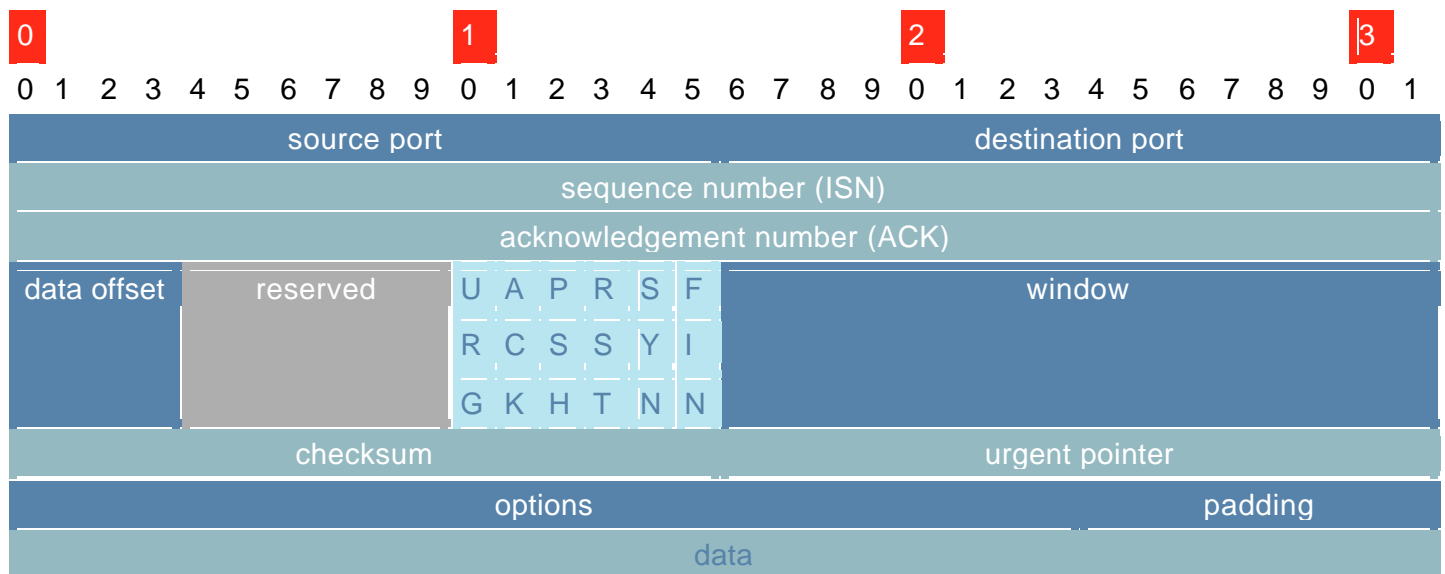 0 1 2 3
0 1 2 3 4 5 6 7 8 9 0 1 2 3 4 5 6 7 8 9 0 1 2 3 4 5 6 7 8 9 0 1
source port destination port
sequence number (ISN)
acknowledgement number (ACK)
data offset reserved U A P R S F window
R C S S Y I
G K H T N N
checksum urgent pointer
options padding
data